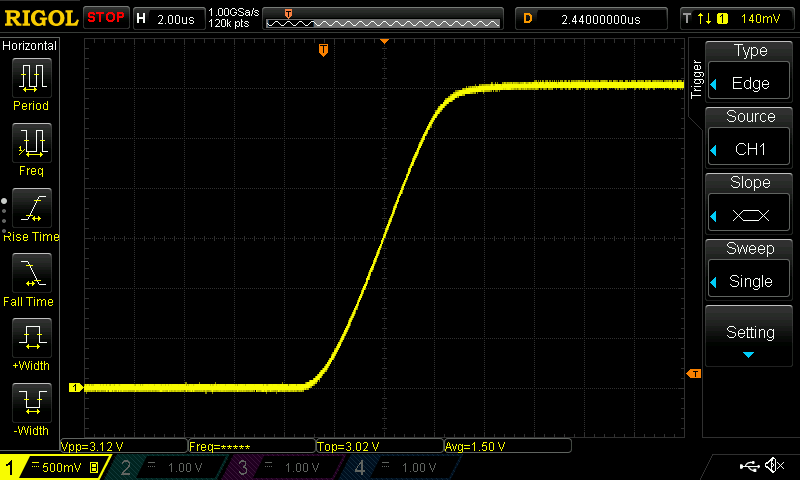 RIGOL STOP H 2.00us 1.00GSa/s 120k pts T D 2.44000000us T 1 140mV
Horizontal
Period
Freq
Rise Time
Fall Time
+Width
-Width
T
1
T
Vpp=3.12 V Freq=***** Top=3.02 V Avg=1.50 V
1 500mV B 2 1.00 V 3 1.00 V 4 1.00 V
Trigger
Type
Edge
Source
CH1
Slope
Sweep
Single
Setting